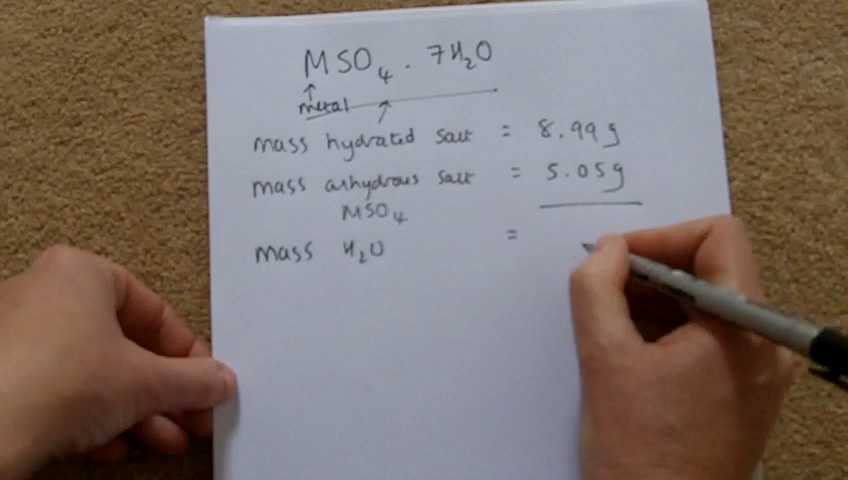 MSO₄ . 7H₂O
↑
metal
mass hydrated salt = 8.99g
mass anhydrous salt = 5.05g
MSO₄
mass H₂O =